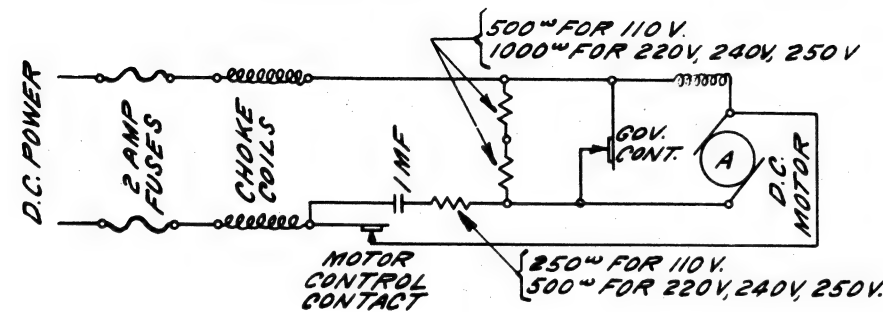 500ω FOR 110 V.
1000ω FOR 220V, 240V, 250 V
D.C. POWER
2 AMP
FUSES
CHOKE
COILS
1 MF
GOV.
CONT.
A
D.C.
MOTOR
MOTOR
CONTROL
CONTACT
250ω FOR 110V.
500ω FOR 220V, 240V, 250V.